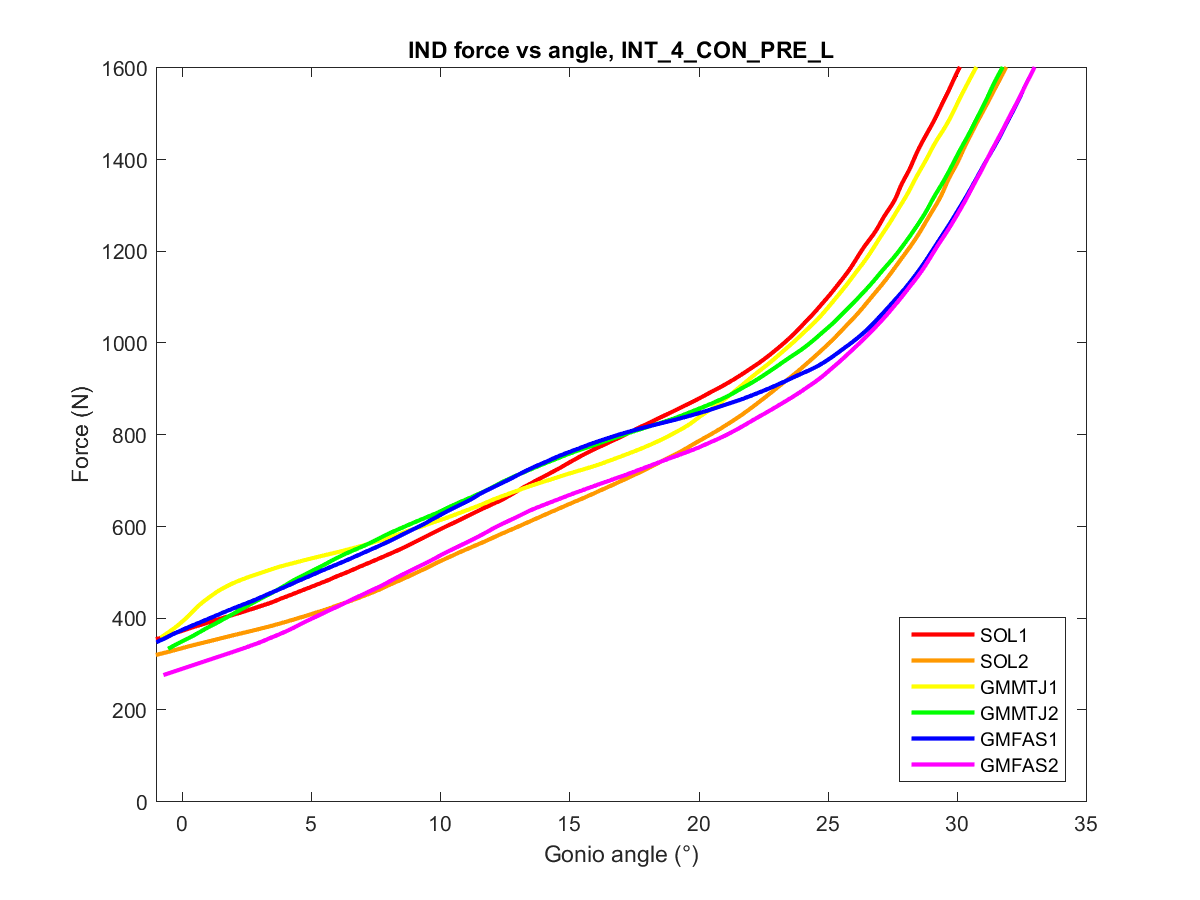 IND force vs angle, INT_4_CON_PRE_L
1600
1400
1200
1000
800
600
400
200
0
Force (N)
0 5 10 15 20 25 30 35
Gonio angle (°)
SOL1
SOL2
GMMTJ1
GMMTJ2
GMFAS1
GMFAS2